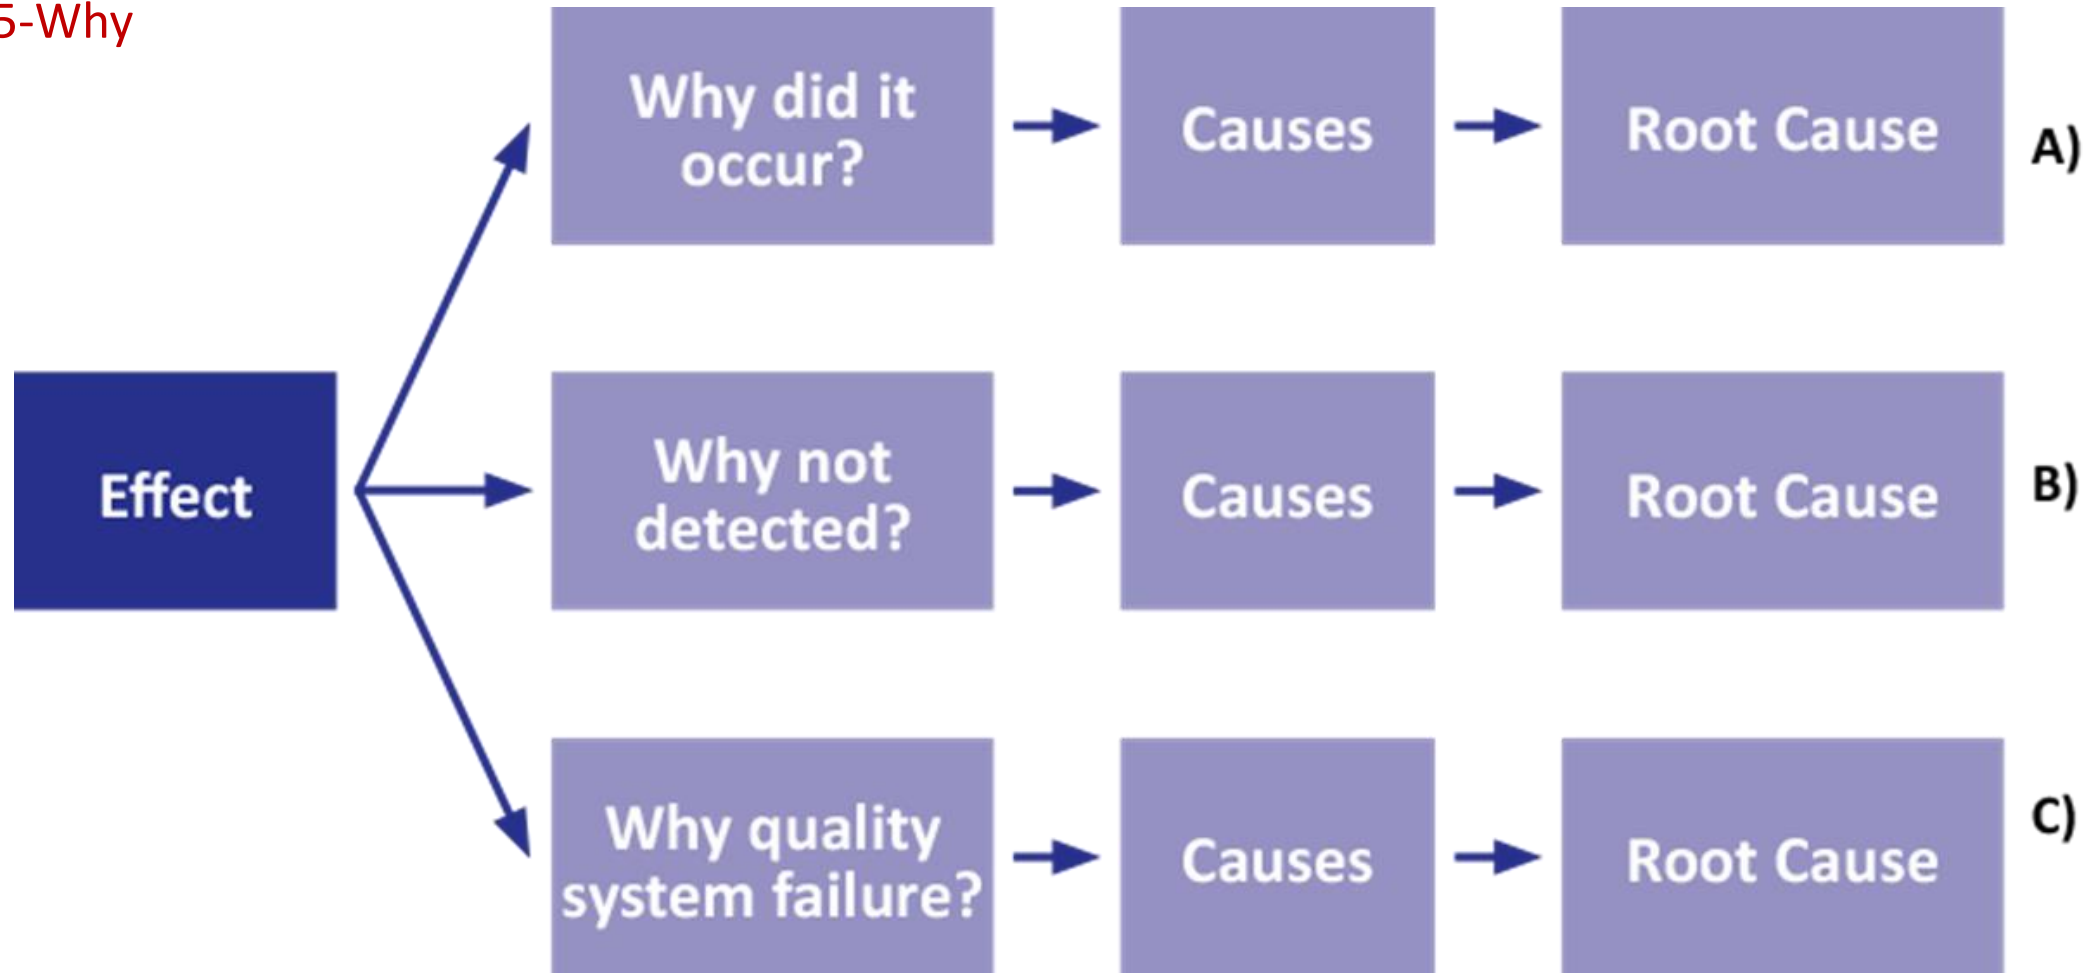 5-Why
Why did it
occur?
Causes
Root Cause
A)
Effect
Why not
detected?
Causes
Root Cause
B)
Why quality
system failure?
Causes
Root Cause
C)